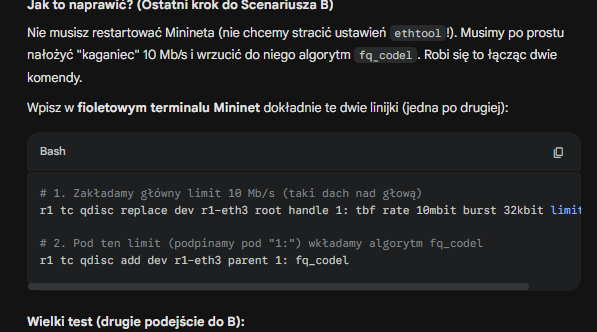 Jak to naprawić? (Ostatni krok do Scenariusza B)
Nie musisz restartować Minineta (nie chcemy stracić ustawień ethtool!). Musimy po prostu
nałożyć "kaganiec" 10 Mb/s i wrzucić do niego algorytm fq_codel. Robi się to łącząc dwie
komendy.
Wpisz w fioletowym terminalu Mininet dokładnie te dwie linijki (jedna po drugiej):
Bash
# 1. Zakładamy główny limit 10 Mb/s (taki dach nad głową)
r1 tc qdisc replace dev r1-eth3 root handle 1: tbf rate 10mbit burst 32kbit limit
# 2. Pod ten limit (podpinamy pod "1:") wkładamy algorytm fq_codel
r1 tc qdisc add dev r1-eth3 parent 1: fq_codel
Wielki test (drugie podejście do B):